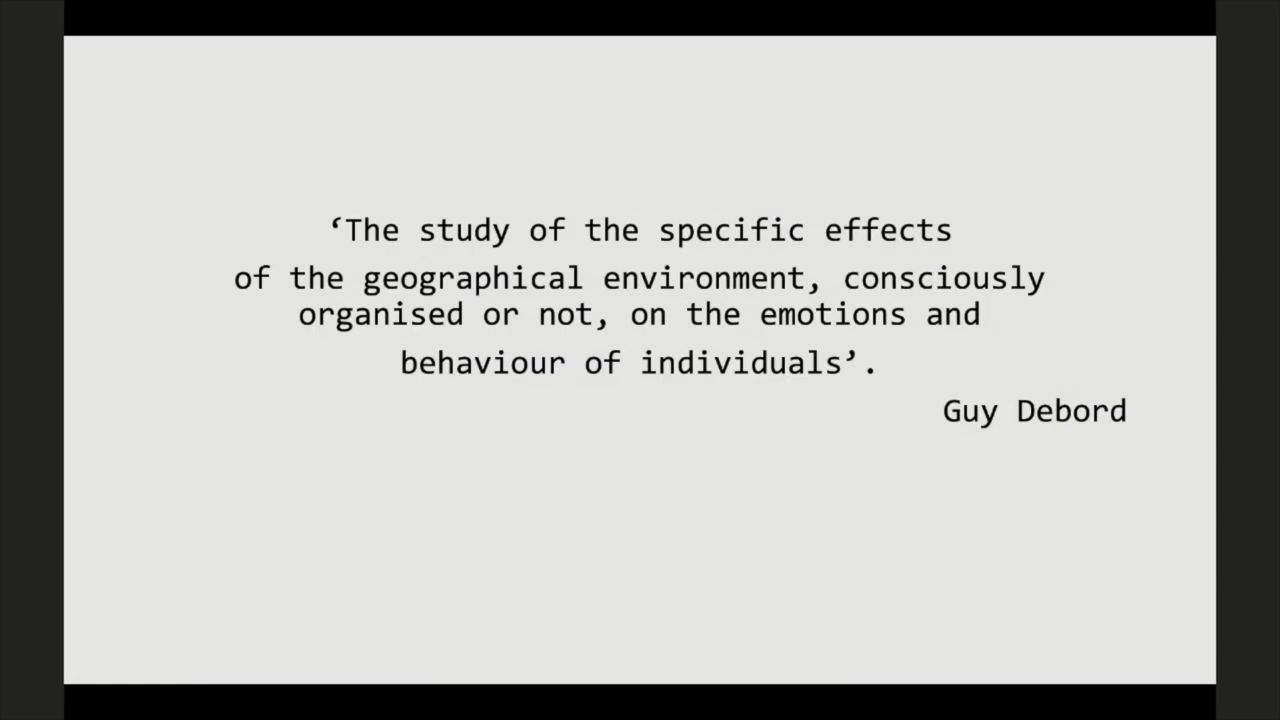 ‘The study of the specific effects
of the geographical environment, consciously
organised or not, on the emotions and
behaviour of individuals’.
Guy Debord